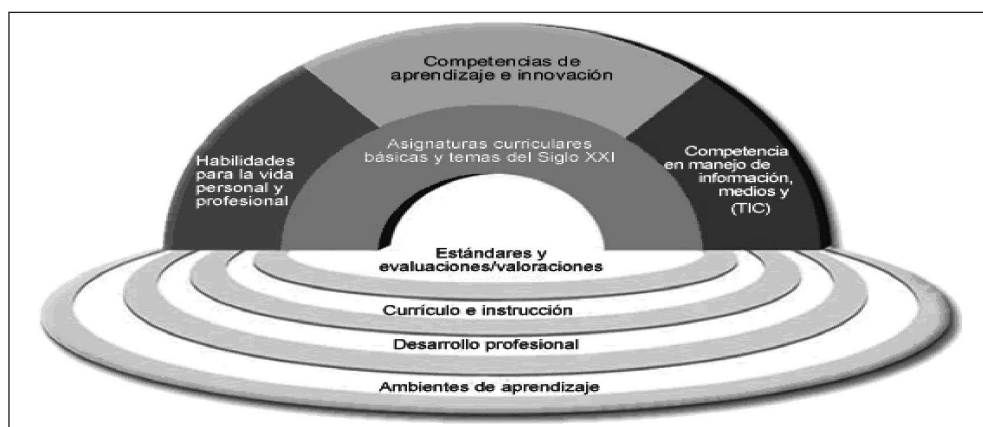 Competencias de
aprendizaje e innovación
Asignaturas curriculares
básicas y temas del Siglo XXI
Habilidades
para la vida
personal y
profesional
Competencia
en manejo de
información,
medios y
(TIC)
Estándares y
evaluaciones/valoraciones
Currículo e instrucción
Desarrollo profesional
Ambientes de aprendizaje